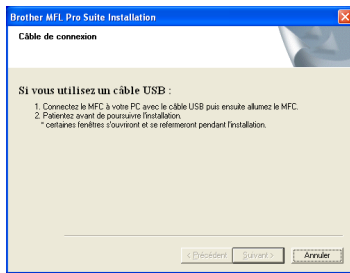 Brother MFL Pro Suite Installation
Câble de connexion
Si vous utilisez un câble USB :
1. Connectez le MFC à votre PC avec le câble USB puis ensuite allumez le MFC.
2. Patientez avant de poursuivre l'installation.
* certaines fenêtres s'ouvriront et se refermeront pendant l'installation.
< Précédent Suivant > Annuler